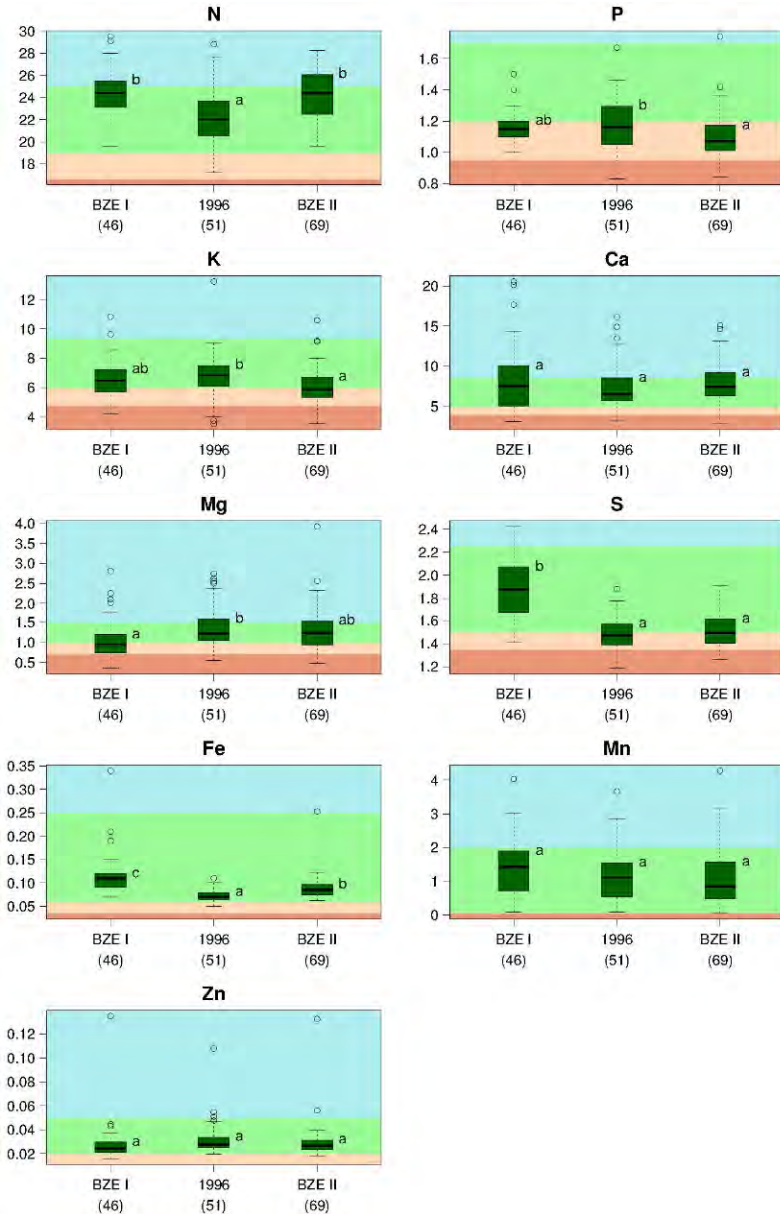 N
30
28
26
24
22
20
18
b
a
b
BZE I 1996 BZE II
(46) (51) (69)
P
1.6
1.4
1.2
1.0
0.8
ab
b
a
BZE I 1996 BZE II
(46) (51) (69)
K
12
10
8
6
4
ab
b
a
BZE I 1996 BZE II
(46) (51) (69)
Ca
20
15
10
5
a
a
a
BZE I 1996 BZE II
(46) (51) (69)
Mg
4.0
3.5
3.0
2.5
2.0
1.5
1.0
0.5
a
b
ab
BZE I 1996 BZE II
(46) (51) (69)
S
2.4
2.2
2.0
1.8
1.6
1.4
1.2
b
a
a
BZE I 1996 BZE II
(46) (51) (69)
Fe
0.35
0.30
0.25
0.20
0.15
0.10
0.05
c
a
b
BZE I 1996 BZE II
(46) (51) (69)
Mn
4
3
2
1
0
a
a
a
BZE I 1996 BZE II
(46) (51) (69)
Zn
0.12
0.10
0.08
0.06
0.04
0.02
a
a
a
BZE I 1996 BZE II
(46) (51) (69)